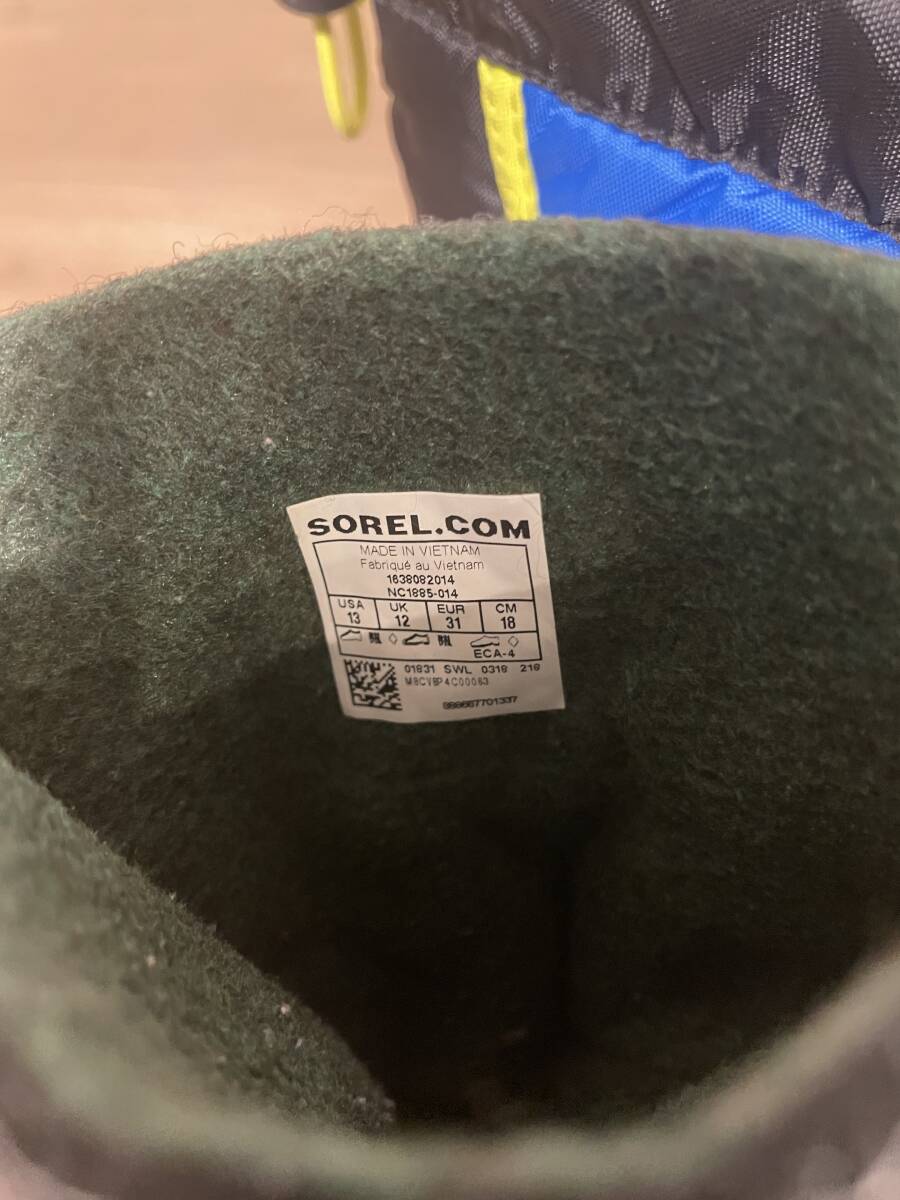 SOREL.COM
MADE IN VIETNAM
Fabriqué au Vietnam
1638082014
NC1885-014
USA UK EUR CM
13 12 31 18
ECA-4
01831 SWL 0318 218
M8CV8P4C00063